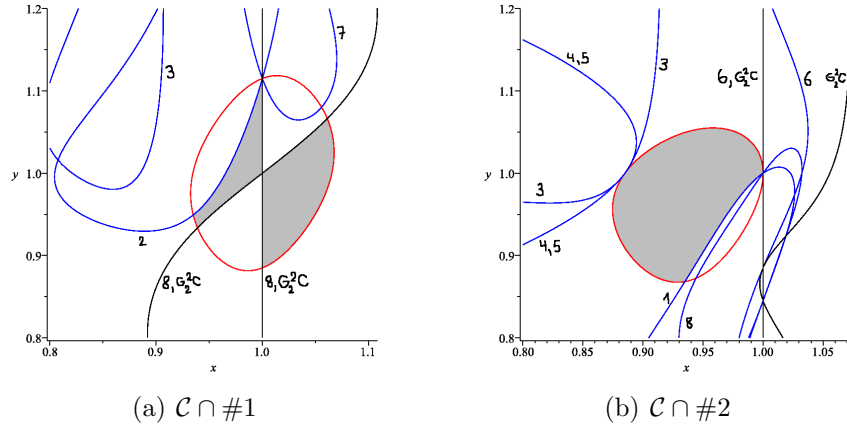 1.2
1.1
y 1.0
0.9
0.8
0.8 0.9 1.0 1.1
x
3
7
2
8, G₂²C
8, G₂²C
(a) 𝒞 ∩ #1
1.2
1.1
y 1.0
0.9
0.8
0.80 0.85 0.90 0.95 1.00 1.05
x
4,5
3
6, G₂²C
6
G₂²C
3
4,5
1
8
(b) 𝒞 ∩ #2